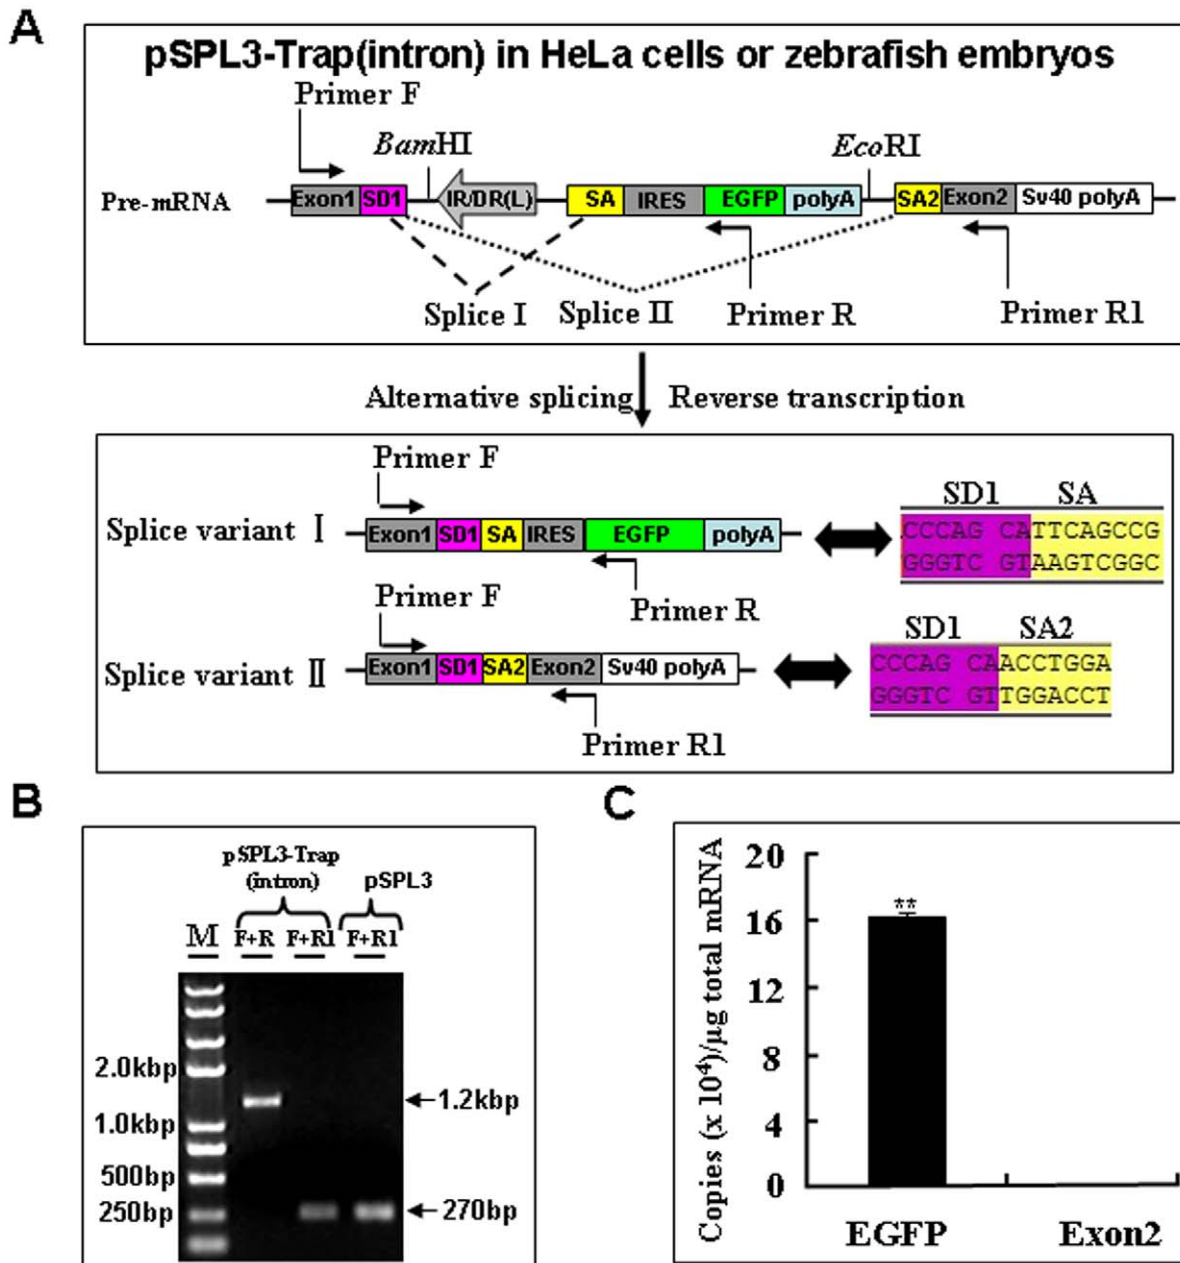 A
pSPL3-Trap(intron) in HeLa cells or zebrafish embryos
Primer F
BamHI
EcoRI
Pre-mRNA
Exon1 SD1 IR/DR(L) SA IRES EGFP polyA SA2 Exon2 Sv40 polyA
Splice I Splice II Primer R Primer R1
Alternative splicing Reverse transcription
Primer F
Splice variant I
Exon1 SD1 SA IRES EGFP polyA
Primer R
SD1 SA
CCCAG CATTCAGCCG
GGGTC GTAAGTCGGC
Primer F
Splice variant II
Exon1 SD1 SA2 Exon2 Sv40 polyA
Primer R1
SD1 SA2
CCCAG CAACCTGGA
GGGTC GTTGGACCT
B
pSPL3-Trap
(intron)
pSPL3
M F+R F+R1 F+R1
2.0kbp
1.2kbp
1.0kbp
500bp
250bp
270bp
C
Copies (x 10⁴)/μg total mRNA
20
16
12
8
4
0
**
EGFP Exon2